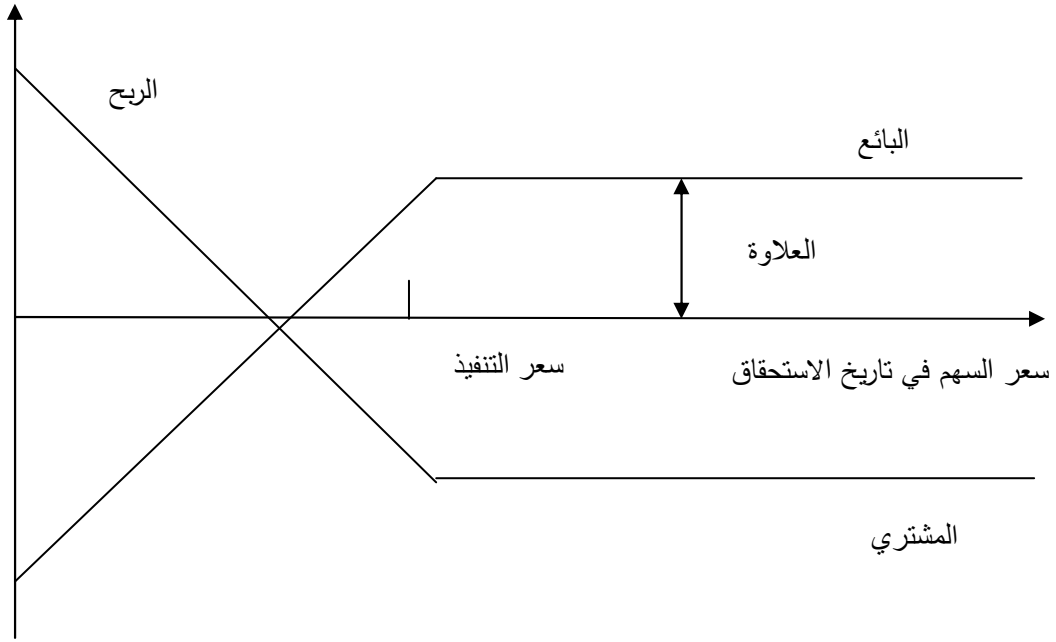 الربح
البائع
العلاوة
سعر التنفيذ
سعر السهم في تاريخ الاستحقاق
المشتري